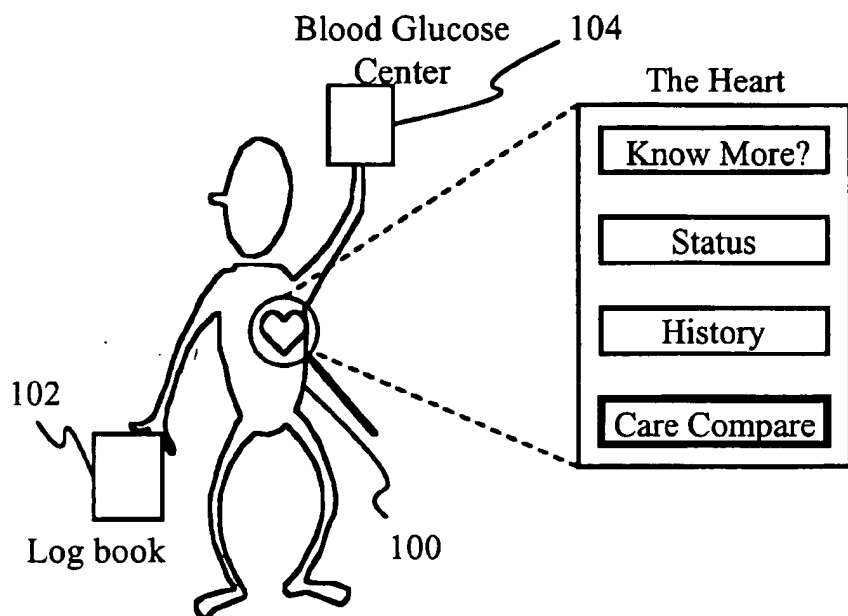 Blood Glucose
Center
104
The Heart
Know More?
Status
History
Care Compare
102
Log book
100